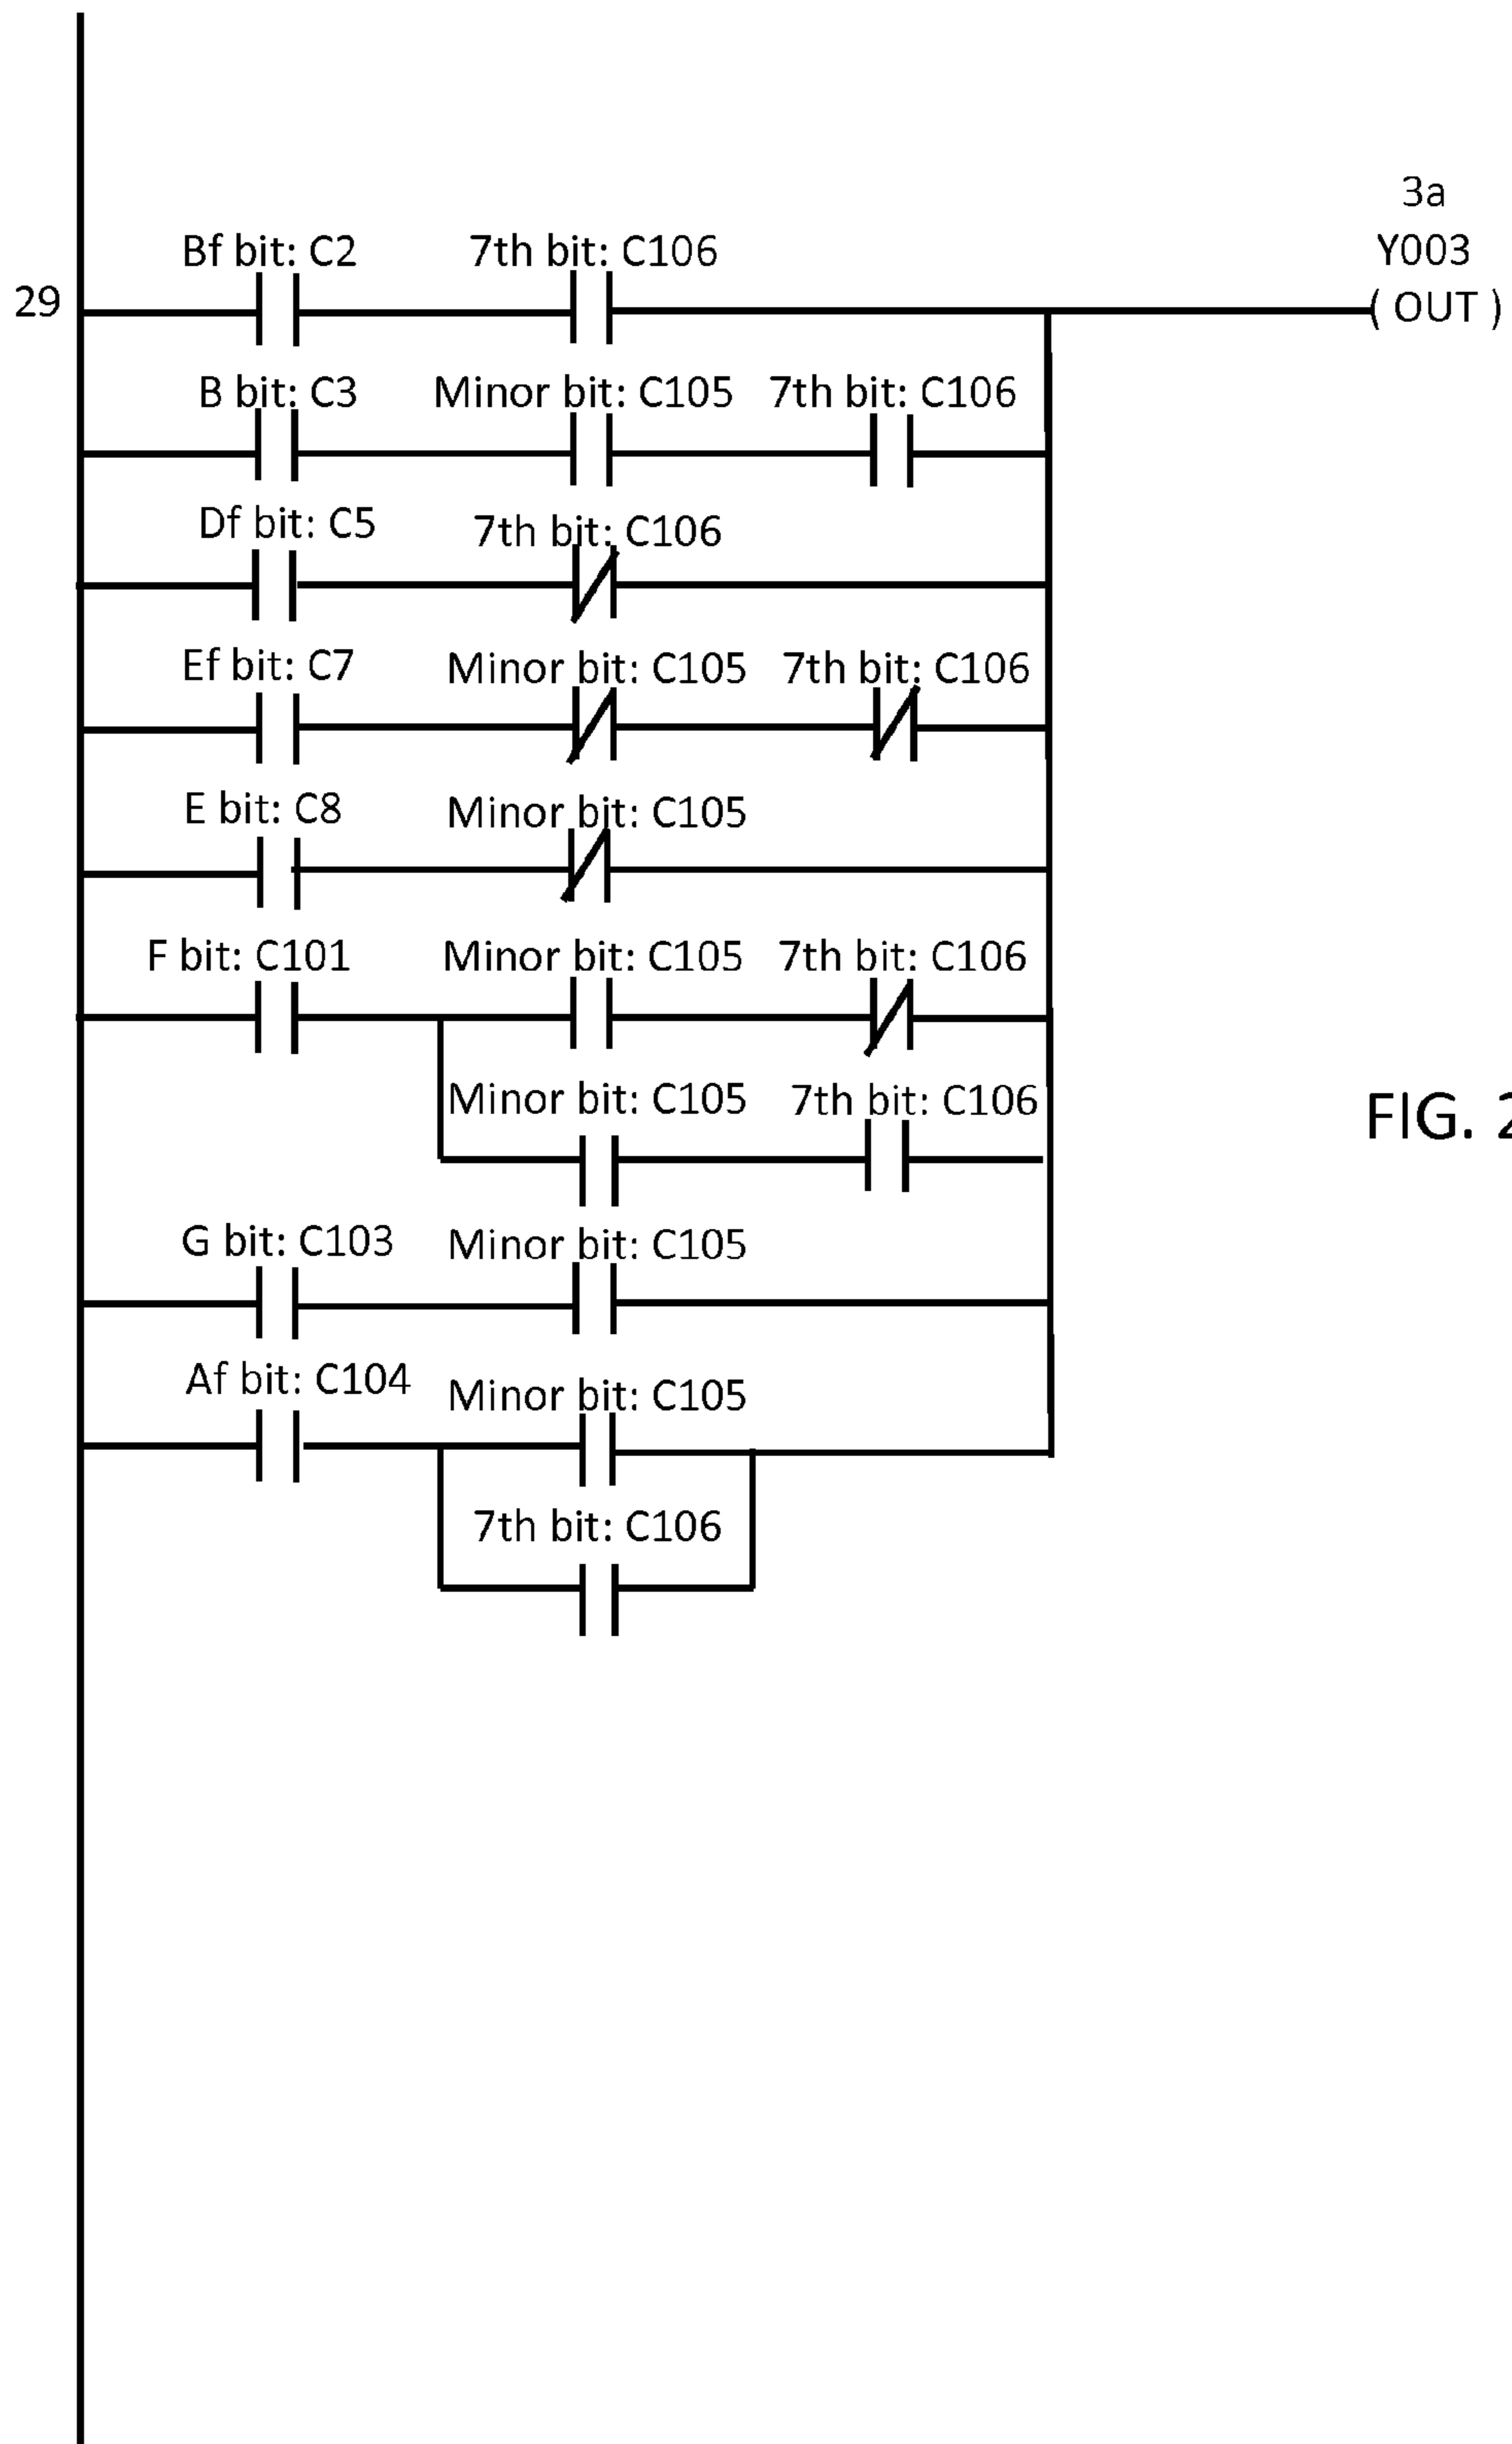 3a
Bf bit: C2 7th bit: C106 Y003
29 ( OUT )
B bit: C3 Minor bit: C105 7th bit: C106
Df bit: C5 7th bit: C106
Ef bit: C7 Minor bit: C105 7th bit: C106
E bit: C8 Minor bit: C105
F bit: C101 Minor bit: C105 7th bit: C106
Minor bit: C105 7th bit: C106
FIG. 2
G bit: C103 Minor bit: C105
Af bit: C104 Minor bit: C105
7th bit: C106